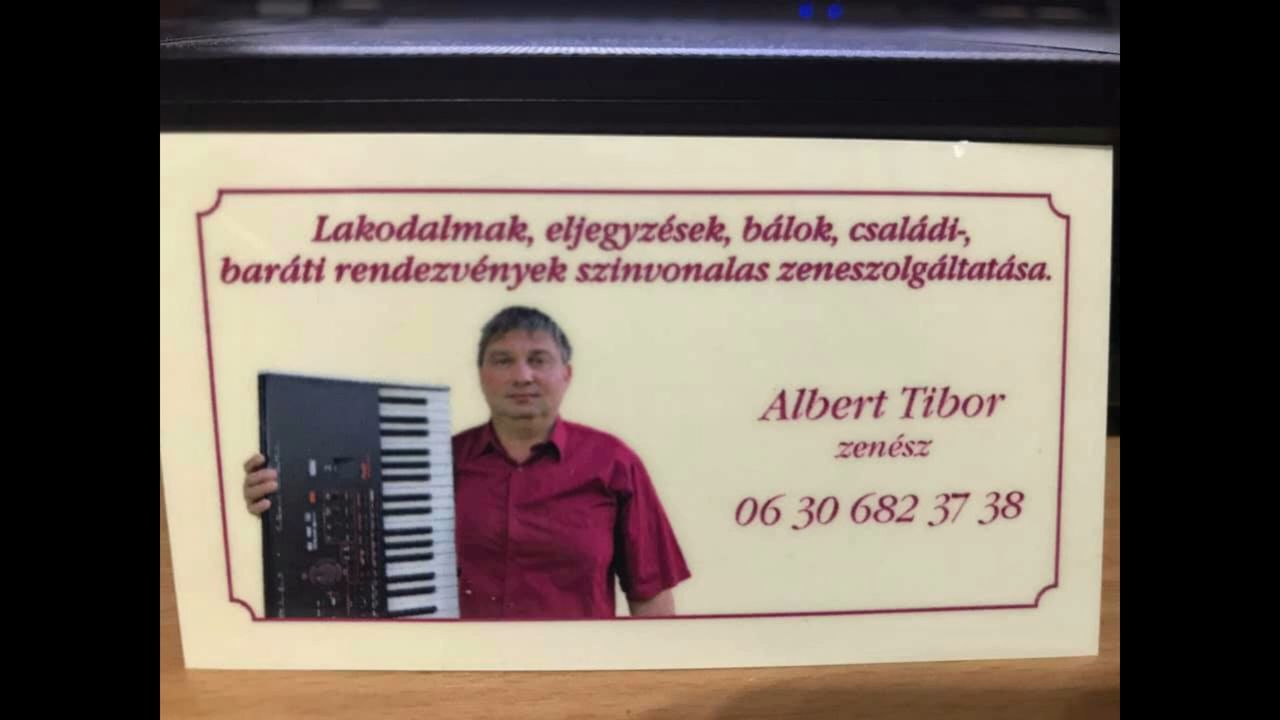 Lakodalmak, eljegyzések, bálok, családi-,
baráti rendezvények szinvonalas zeneszolgáltatása.
Albert Tibor
zenész
06 30 682 37 38